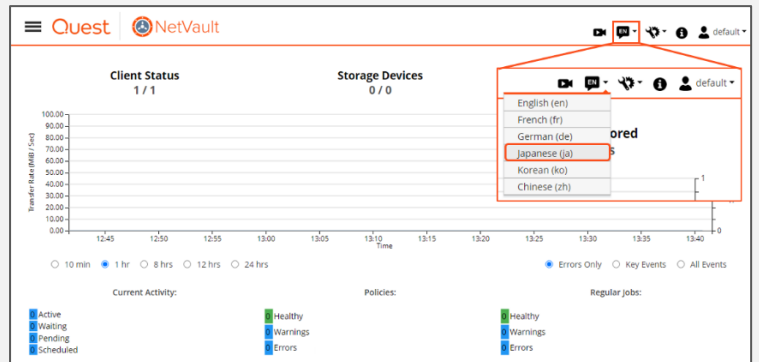 Quest NetVault
EN default
Client Status
1 / 1
Storage Devices
0 / 0
EN default
English (en)
French (fr)
German (de)
Japanese (ja)
Korean (ko)
Chinese (zh)
ored
s
Transfer Rate (MiB / Sec)
100.00
90.00
80.00
70.00
60.00
50.00
40.00
30.00
20.00
10.00
0.00
1
0
12:45 12:50 12:55 13:00 13:05 13:10 13:15 13:20 13:25 13:30 13:35 13:40
Time
10 min 1 hr 8 hrs 12 hrs 24 hrs
Errors Only Key Events All Events
Current Activity:
0 Active
0 Waiting
0 Pending
0 Scheduled
Policies:
0 Healthy
0 Warnings
0 Errors
Regular Jobs:
0 Healthy
0 Warnings
0 Errors